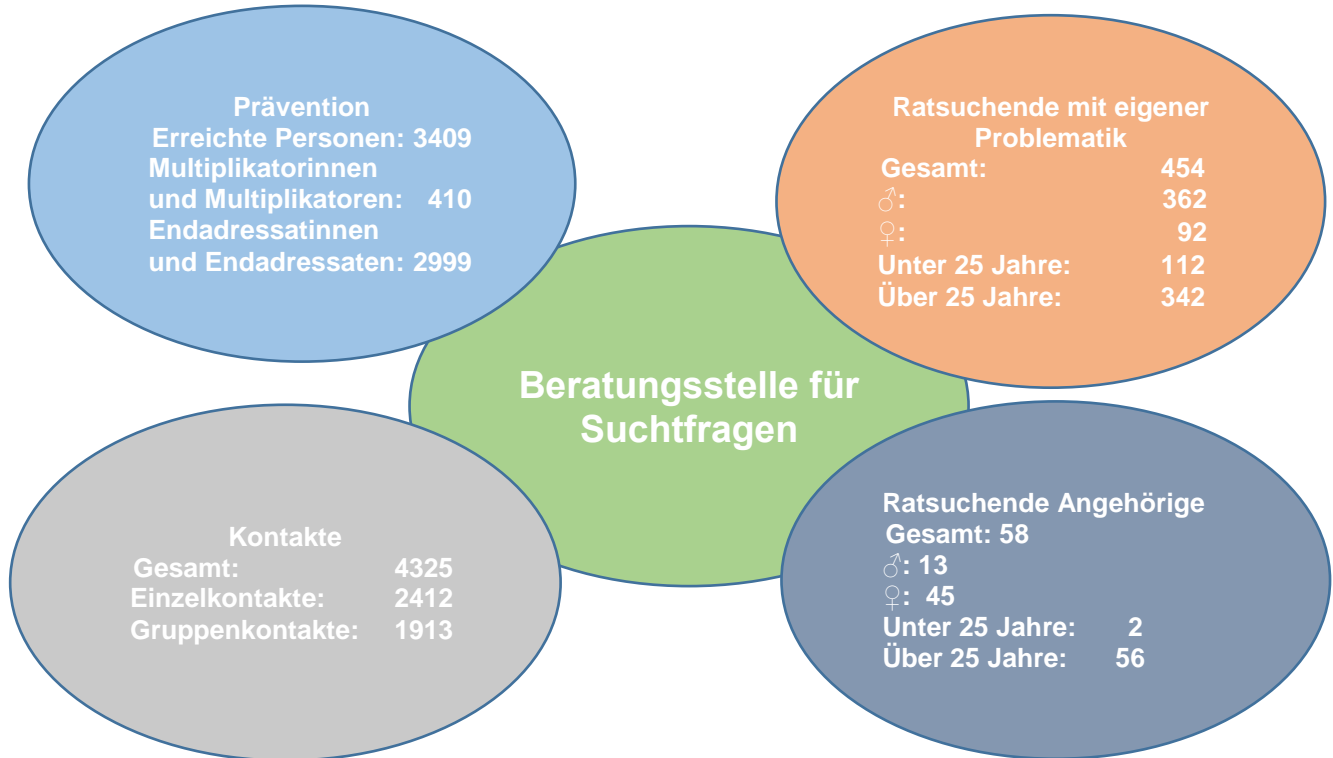 Prävention
Erreichte Personen: 3409
Multiplikatorinnen
und Multiplikatoren: 410
Endadressatinnen
und Endadressaten: 2999
Ratsuchende mit eigener
Problematik
Gesamt: 454
♂: 362
♀: 92
Unter 25 Jahre: 112
Über 25 Jahre: 342
Beratungsstelle für
Suchtfragen
Kontakte
Gesamt: 4325
Einzelkontakte: 2412
Gruppenkontakte: 1913
Ratsuchende Angehörige
Gesamt: 58
♂: 13
♀: 45
Unter 25 Jahre: 2
Über 25 Jahre: 56